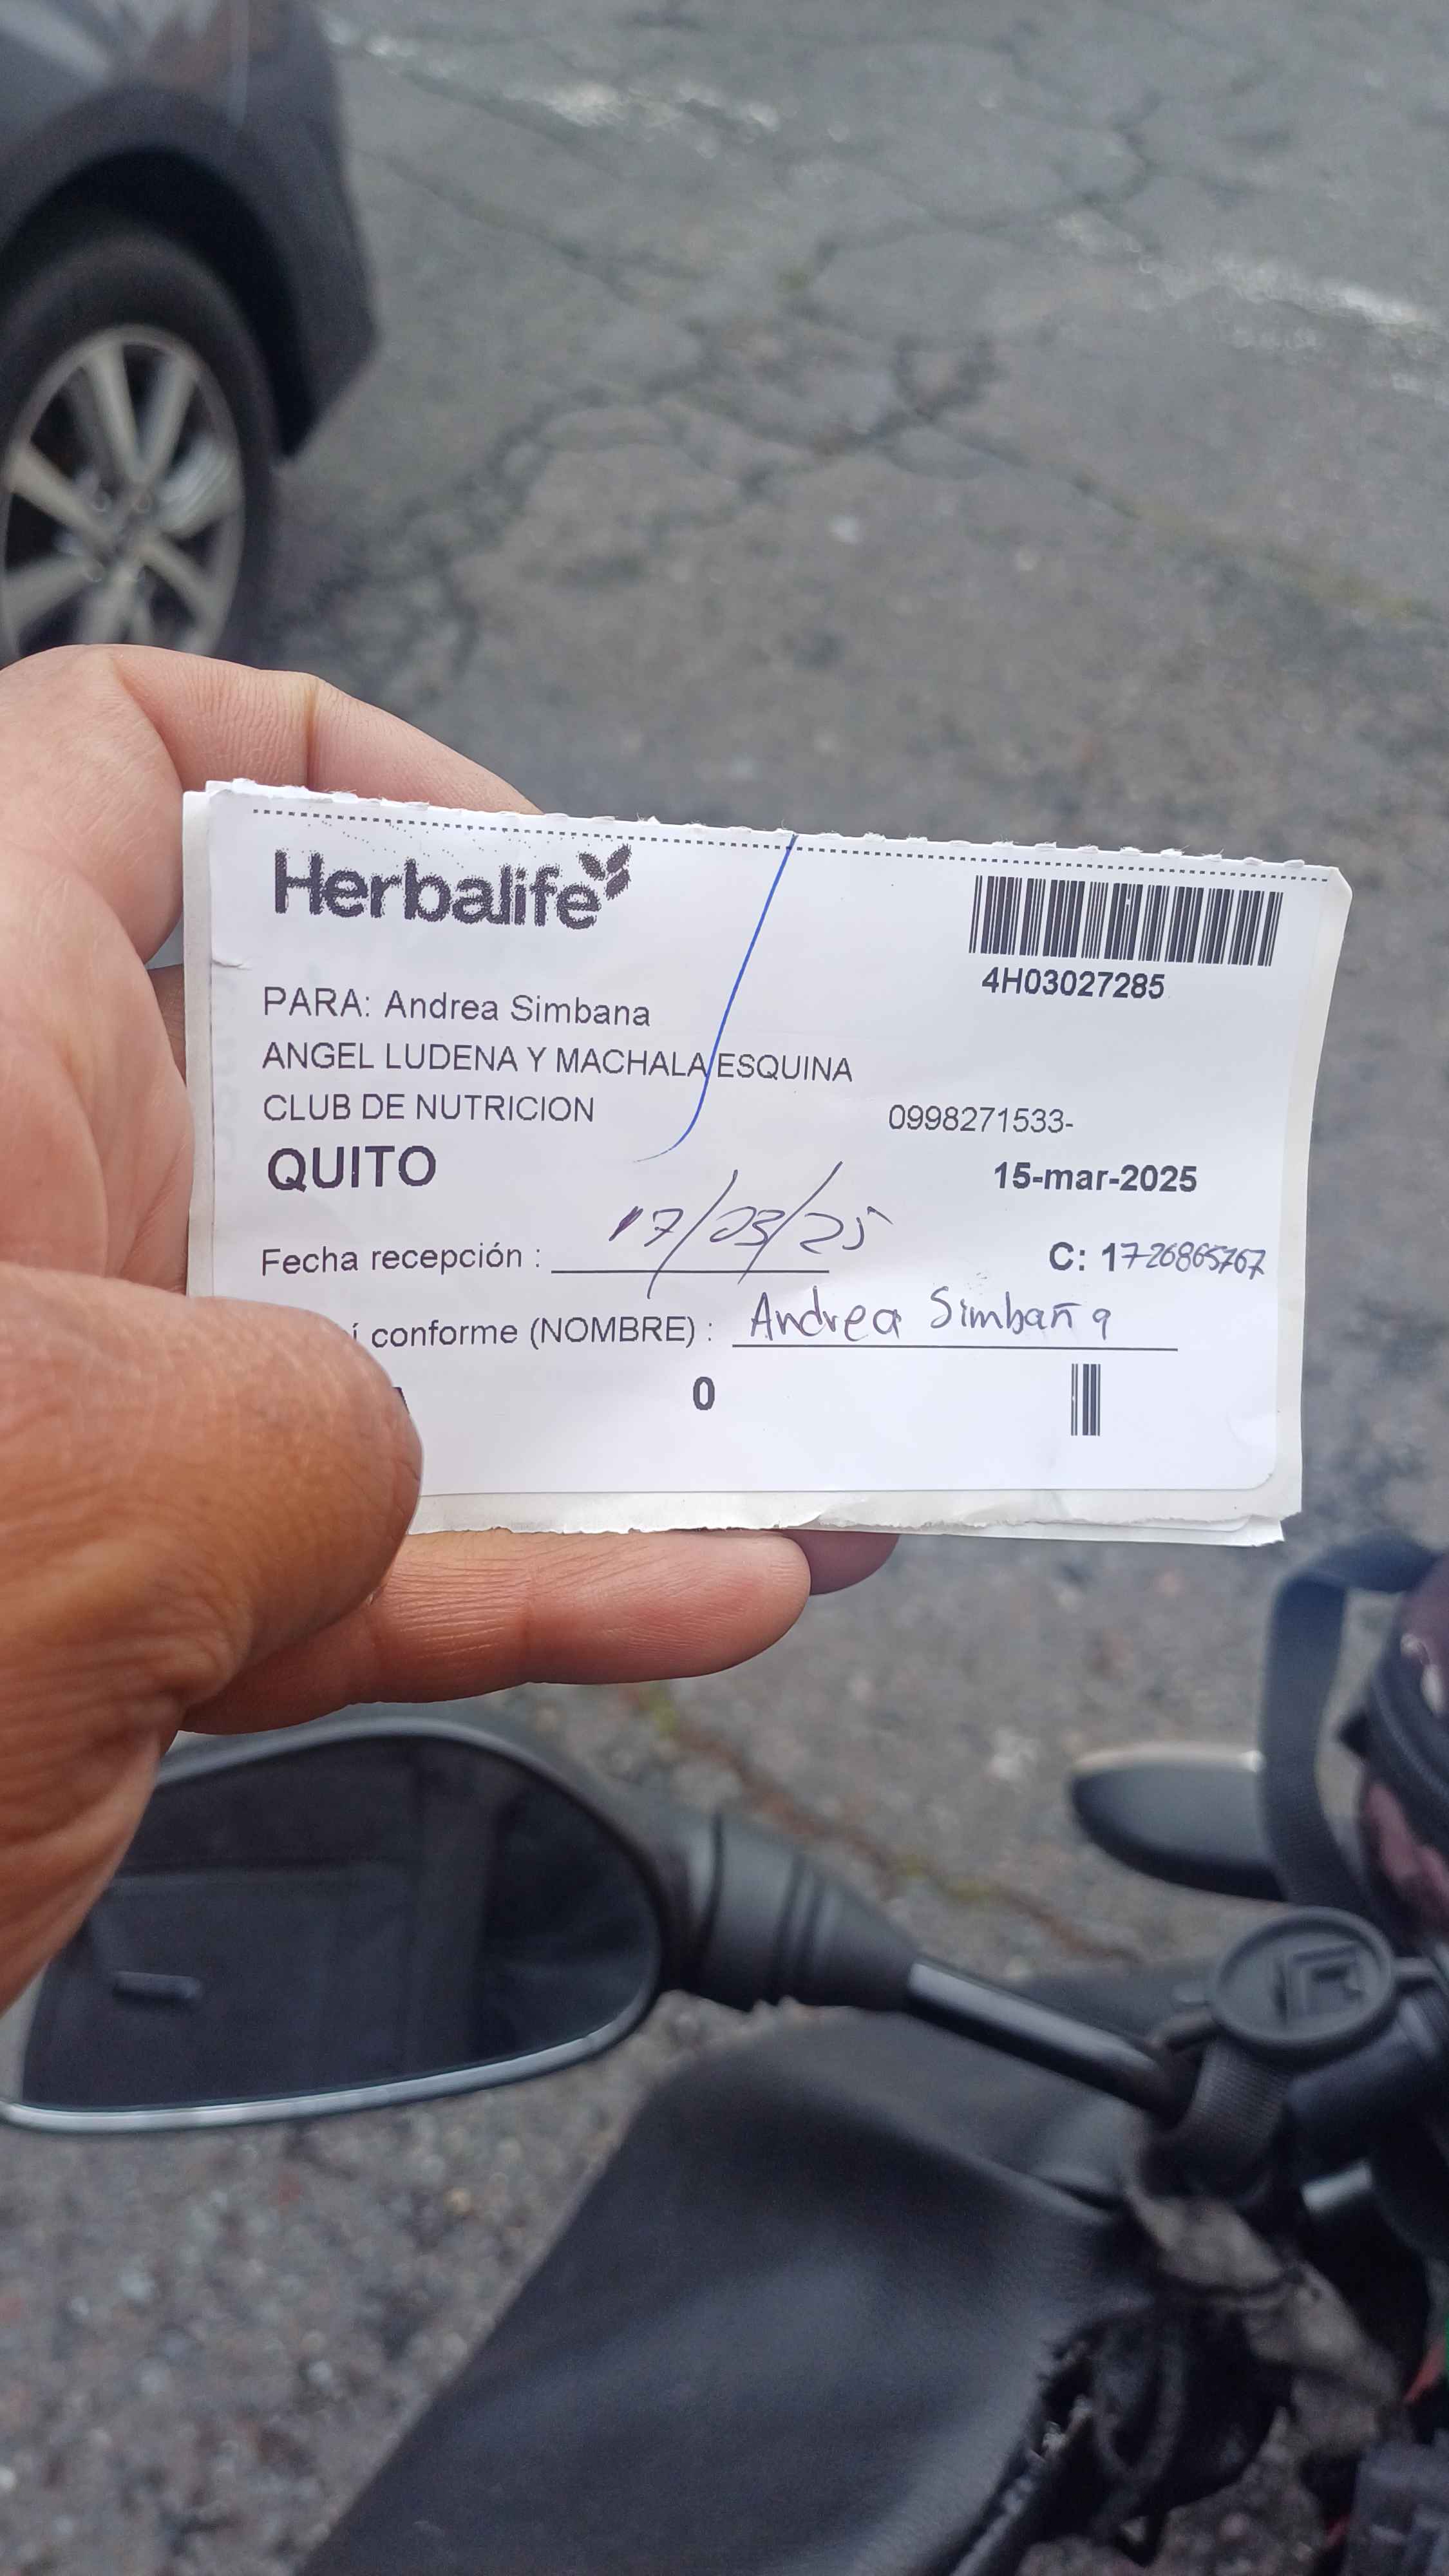 Herbalife
4H03027285
PARA: Andrea Simbana
ANGEL LUDENA Y MACHALA ESQUINA
CLUB DE NUTRICION
0998271533-
QUITO
15-mar-2025
Fecha recepción : 17/03/25
C: 1726865767
conforme (NOMBRE) : Andrea Simbaña
0